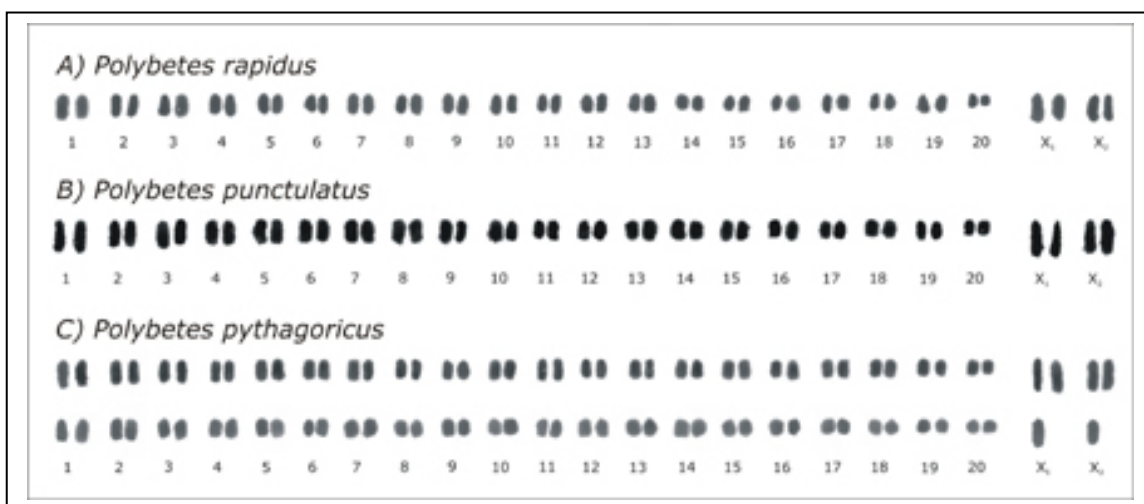 A) Polybetes rapidus
1 2 3 4 5 6 7 8 9 10 11 12 13 14 15 16 17 18 19 20 X X
B) Polybetes punctulatus
1 2 3 4 5 6 7 8 9 10 11 12 13 14 15 16 17 18 19 20 X X
C) Polybetes pythagoricus
1 2 3 4 5 6 7 8 9 10 11 12 13 14 15 16 17 18 19 20 X X